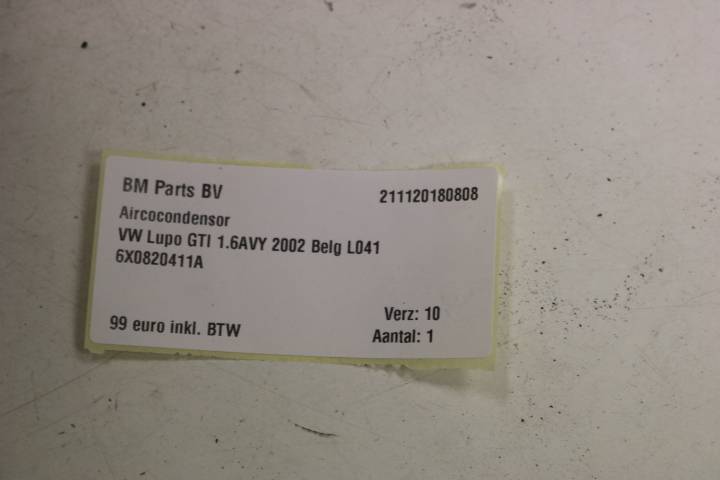 BM Parts BV 211120180808
Aircocondensor
VW Lupo GTI 1.6AVY 2002 Belg L041
6X0820411A
Verz: 10
99 euro inkl. BTW Aantal: 1